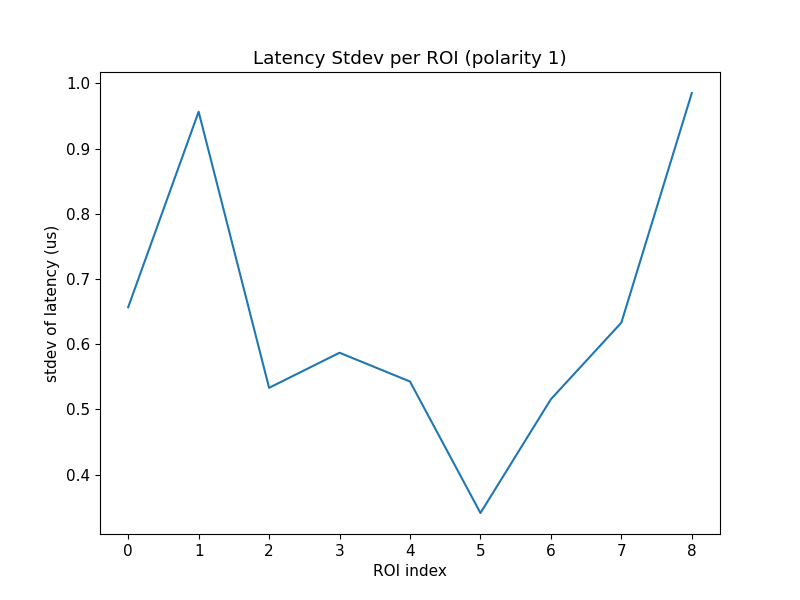 Latency Stdev per ROI (polarity 1)
1.0
0.9
0.8
0.7
0.6
0.5
0.4
stdev of latency (us)
0 1 2 3 4 5 6 7 8
ROI index